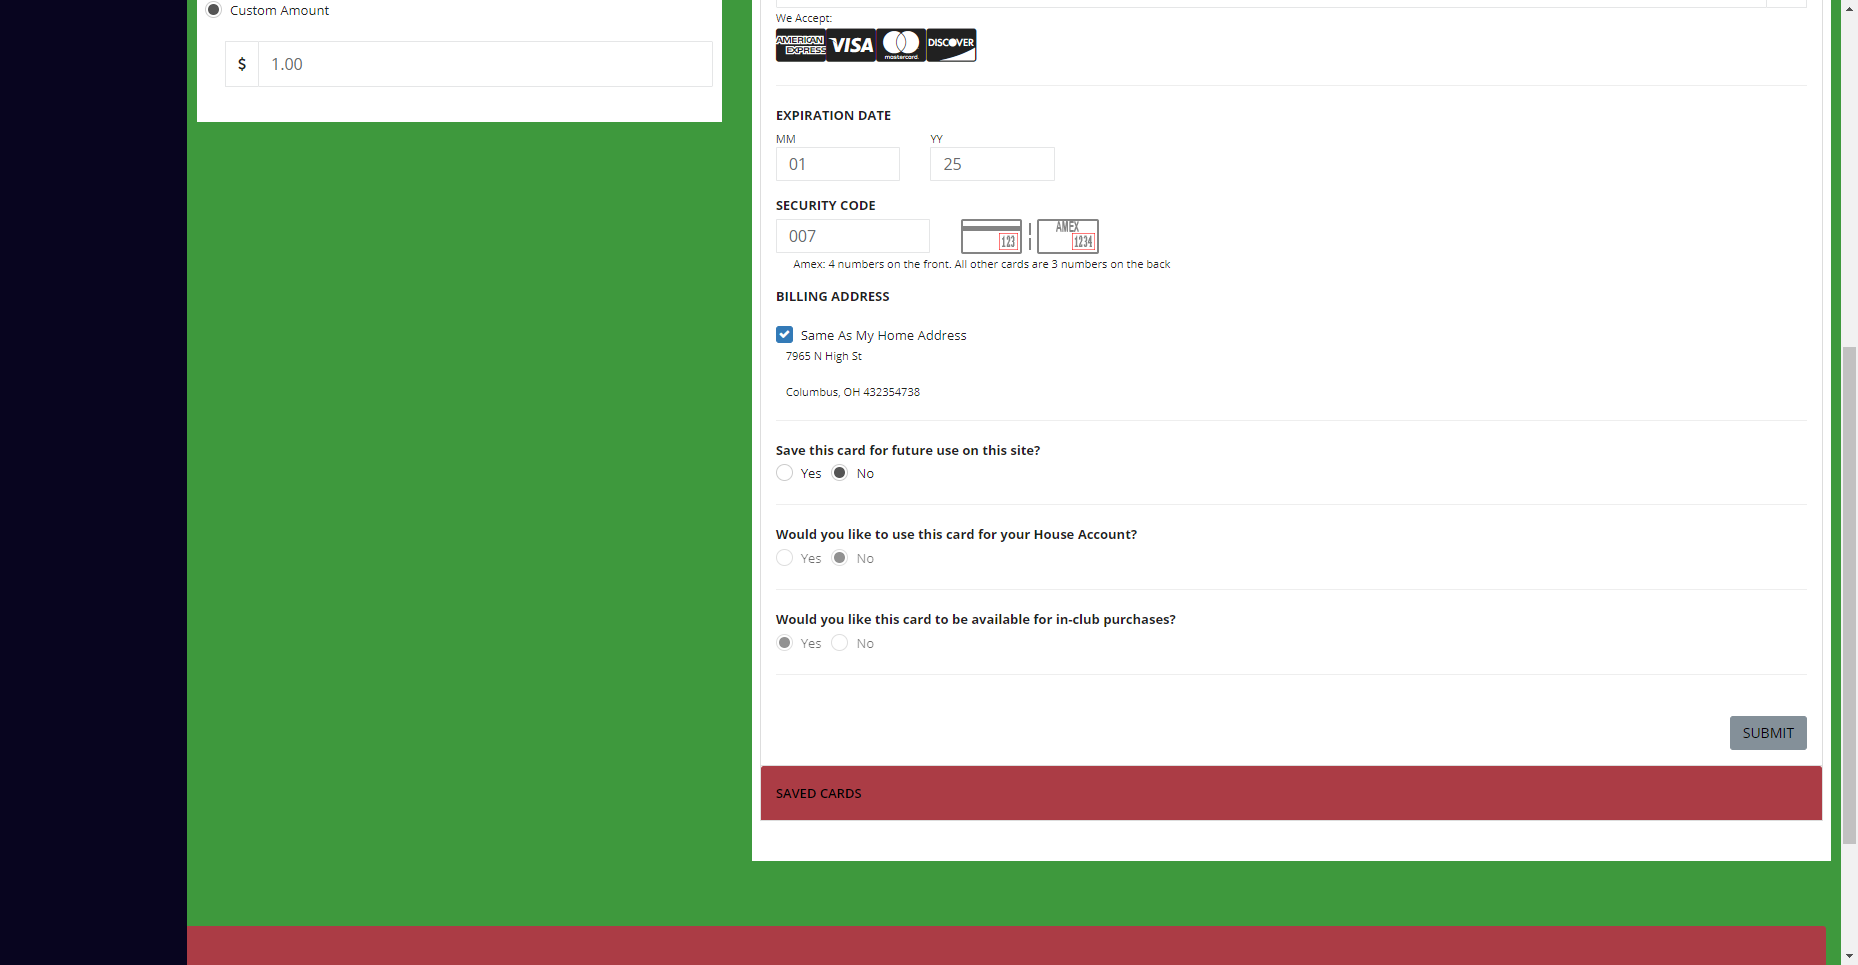 Custom Amount
$ 1.00
We Accept:
AMERICAN EXPRESS VISA mastercard. DISCOVER
EXPIRATION DATE
MM YY
01 25
SECURITY CODE
007
123
AMEX
1234
Amex: 4 numbers on the front. All other cards are 3 numbers on the back
BILLING ADDRESS
Same As My Home Address
7965 N High St
Columbus, OH 432354738
Save this card for future use on this site?
Yes No
Would you like to use this card for your House Account?
Yes No
Would you like this card to be available for in-club purchases?
Yes No
SUBMIT
SAVED CARDS